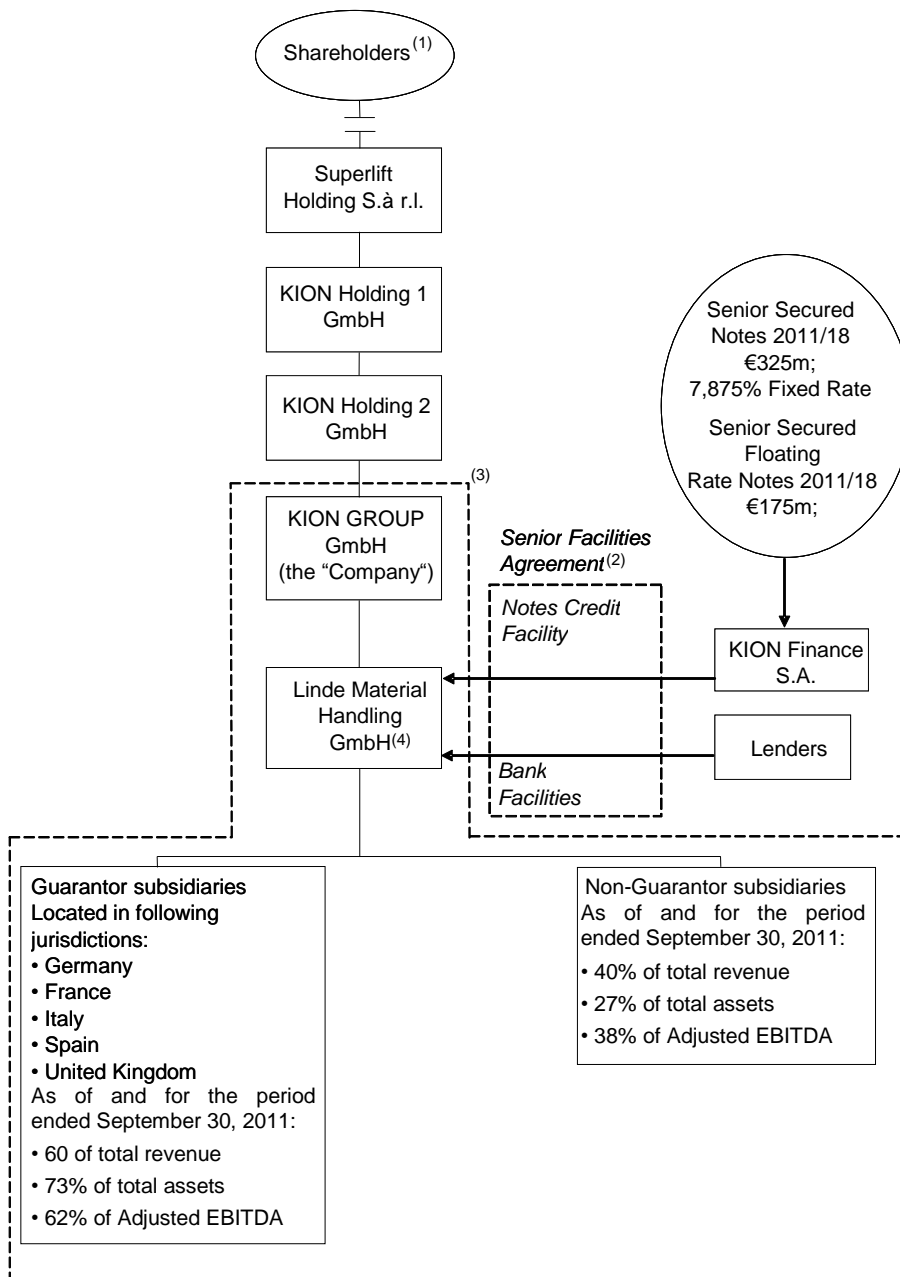 Shareholders(1)
Superlift
Holding S.à r.l.
KION Holding 1
GmbH
KION Holding 2
GmbH
(3)
KION GROUP
GmbH
(the “Company“)
Linde Material
Handling
GmbH(4)
Senior Secured
Notes 2011/18
€325m;
7,875% Fixed Rate
Senior Secured
Floating
Rate Notes 2011/18
€175m;
Senior Facilities
Agreement(2)
Notes Credit
Facility
Bank
Facilities
KION Finance
S.A.
Lenders
Guarantor subsidiaries
Located in following
jurisdictions:
• Germany
• France
• Italy
• Spain
• United Kingdom
As of and for the period
ended September 30, 2011:
• 60 of total revenue
• 73% of total assets
• 62% of Adjusted EBITDA
Non-Guarantor subsidiaries
As of and for the period
ended September 30, 2011:
• 40% of total revenue
• 27% of total assets
• 38% of Adjusted EBITDA